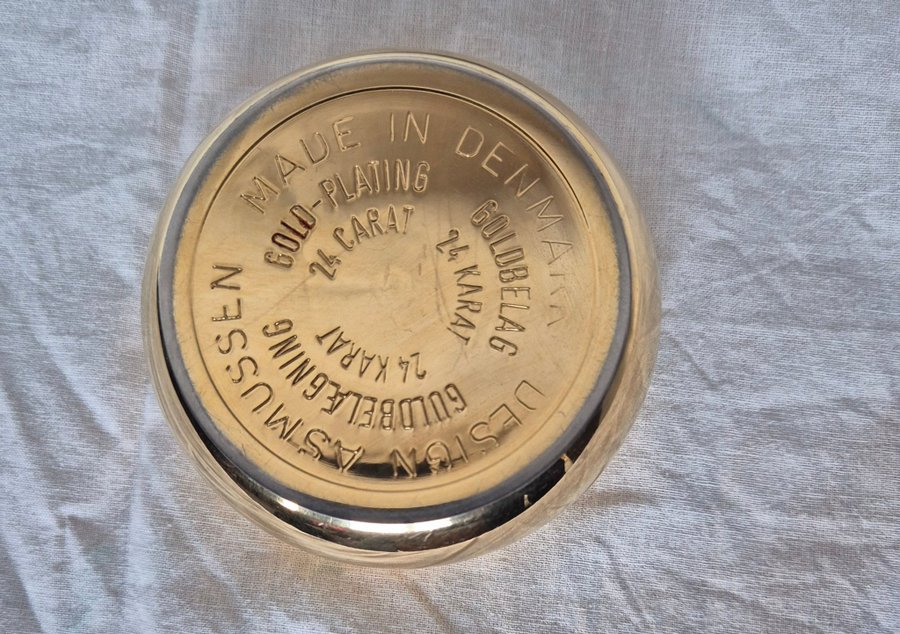 MADE IN DENMARK
DESIGN ASMUSSEN
GOLD-PLATING
24 CARAT
GOLDBELAG
24 KARAT
GULDBELÆGNING
24 KARAT